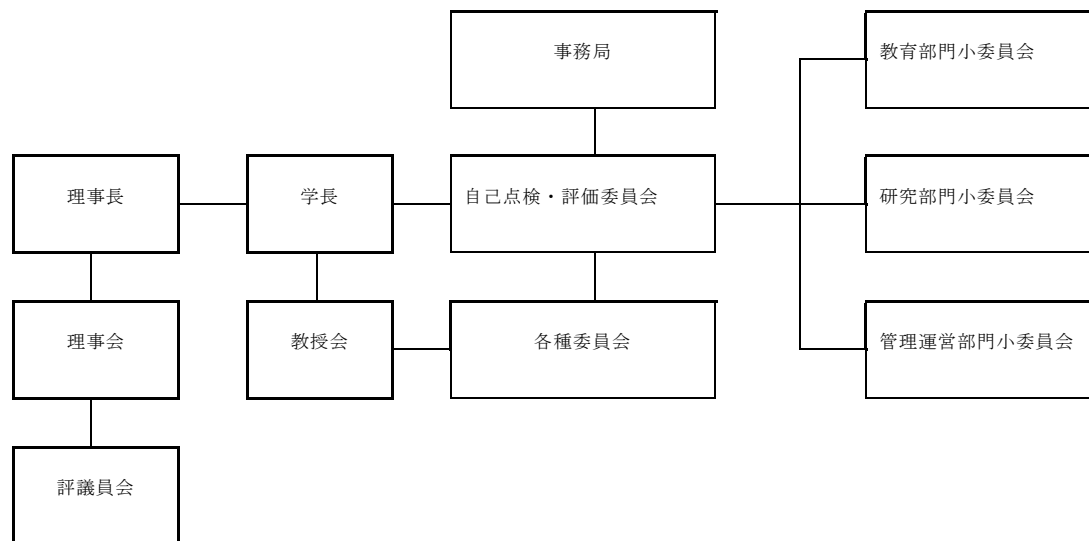 事務局
教育部門小委員会
理事長
学長
自己点検・評価委員会
研究部門小委員会
理事会
教授会
各種委員会
管理運営部門小委員会
評議員会